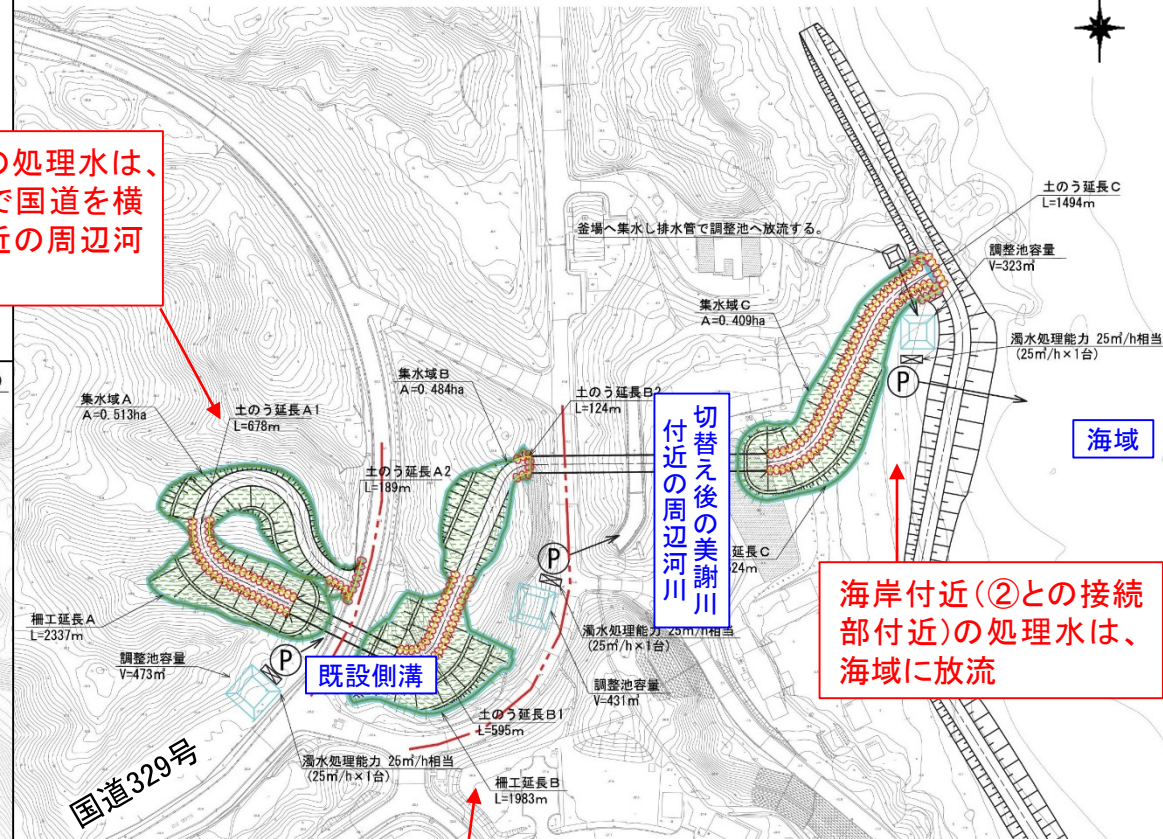 の処理水は、
で国道を横
近の周辺河
土のう延長C
L=1494m
釜場へ集水し排水管で調整池へ放流する。
調整池容量
V=323㎥
集水域C
A=0.409ha
濁水処理能力 25㎥/h相当
(25㎥/h×1台)
P
海域
集水域A
A=0.513ha
土のう延長A1
L=678m
集水域B
A=0.484ha
土のう延長B2
L=124m
土のう延長A2
L=189m
切替え後の美謝川
付近の周辺河川
延長C
24m
P
海岸付近(②との接続
部付近)の処理水は、
海域に放流
柵工延長A
L=2337m
調整池容量
V=473㎥
P
既設側溝
濁水処理能力 25㎥/h相当
(25㎥/h×1台)
調整池容量
V=431㎥
土のう延長B1
L=595m
濁水処理能力 25㎥/h相当
(25㎥/h×1台)
柵工延長B
L=1983m
国道329号